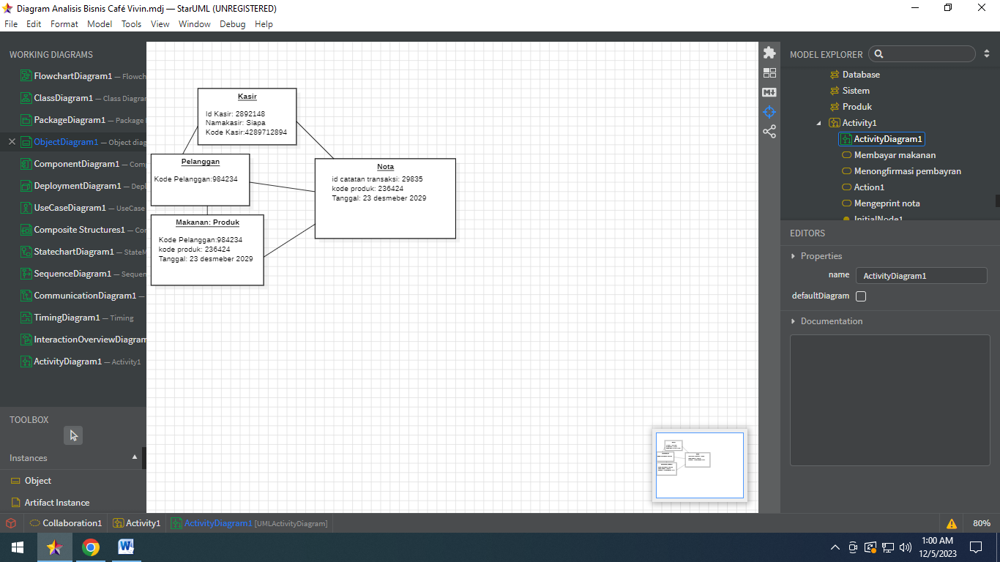 Diagram Analisis Bisnis Café Vivin.mdj — StarUML (UNREGISTERED)
File Edit Format Model Tools View Window Debug Help
WORKING DIAGRAMS
FlowchartDiagram1 — Flowch
ClassDiagram1 — Class Diagram
PackageDiagram1 — Package
ObjectDiagram1 — Object diag
ComponentDiagram1 — Com
DeploymentDiagram1 — Depl
UseCaseDiagram1 — UseCase
Composite Structures1 — Co
StatechartDiagram1 — StateM
SequenceDiagram1 — Sequen
CommunicationDiagram1 —
TimingDiagram1 — Timing
InteractionOverviewDiagram
ActivityDiagram1 — Activity1
TOOLBOX
Instances
Object
Artifact Instance
Kasir
Id Kasir: 2892148
Namakasir: Siapa
Kode Kasir:4289712894
Pelanggan
Kode Pelanggan:984234
Nota
id catatan transaksi: 29835
kode produk: 236424
Tanggal: 23 desmeber 2029
Makanan: Produk
Kode Pelanggan:984234
kode produk: 236424
Tanggal: 23 desmeber 2029
MODEL EXPLORER
Database
Sistem
Produk
Activity1
ActivityDiagram1
Membayar makanan
Menongfirmasi pembayran
Action1
Mengeprint nota
InitialNode1
EDITORS
Properties
name ActivityDiagram1
defaultDiagram
Documentation
Collaboration1 Activity1 ActivityDiagram1 [UMLActivityDiagram]
80%
1:00 AM
12/5/2023